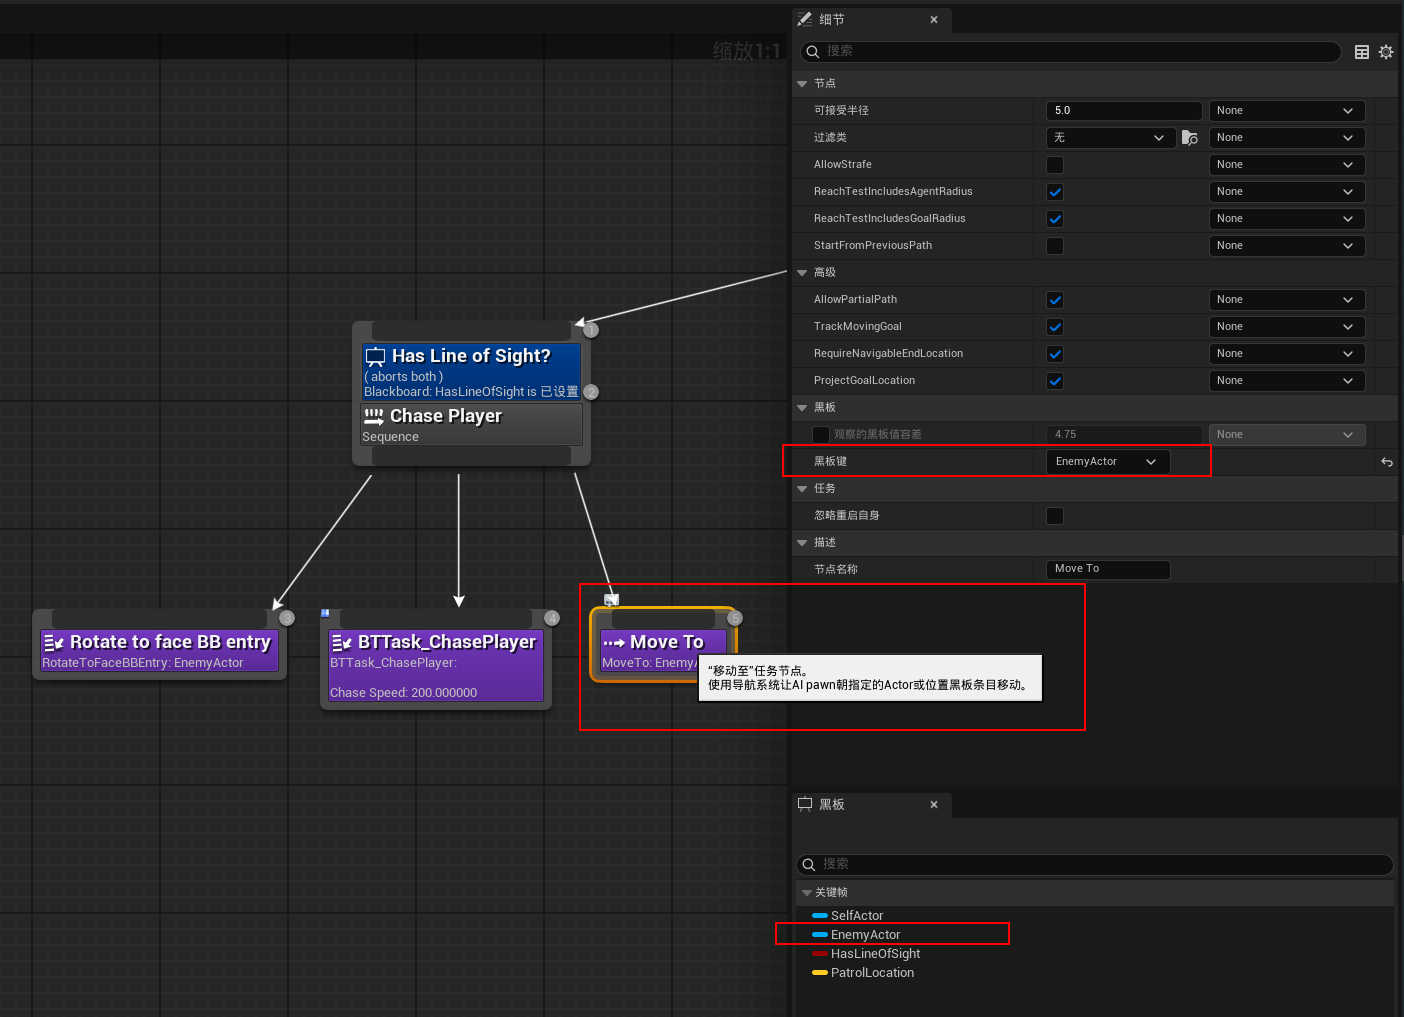 缩放1:1
1
Has Line of Sight?
( aborts both )
Blackboard: HasLineOfSight is 已设置
2
Chase Player
Sequence
3
Rotate to face BB entry
RotateToFaceBBEntry: EnemyActor
4
BTTask_ChasePlayer
BTTask_ChasePlayer:
Chase Speed: 200.000000
5
Move To
MoveTo: Enemy
“移动至”任务节点。
使用导航系统让AI pawn朝指定的Actor或位置黑板条目移动。
细节
搜索
节点
可接受半径 5.0 None
过滤类 无 None
AllowStrafe None
ReachTestIncludesAgentRadius None
ReachTestIncludesGoalRadius None
StartFromPreviousPath None
高级
AllowPartialPath None
TrackMovingGoal None
RequireNavigableEndLocation None
ProjectGoalLocation None
黑板
观察的黑板值容差 4.75 None
黑板键 EnemyActor
任务
忽略重启自身
描述
节点名称 Move To
黑板
搜索
关键帧
SelfActor
EnemyActor
HasLineOfSight
PatrolLocation